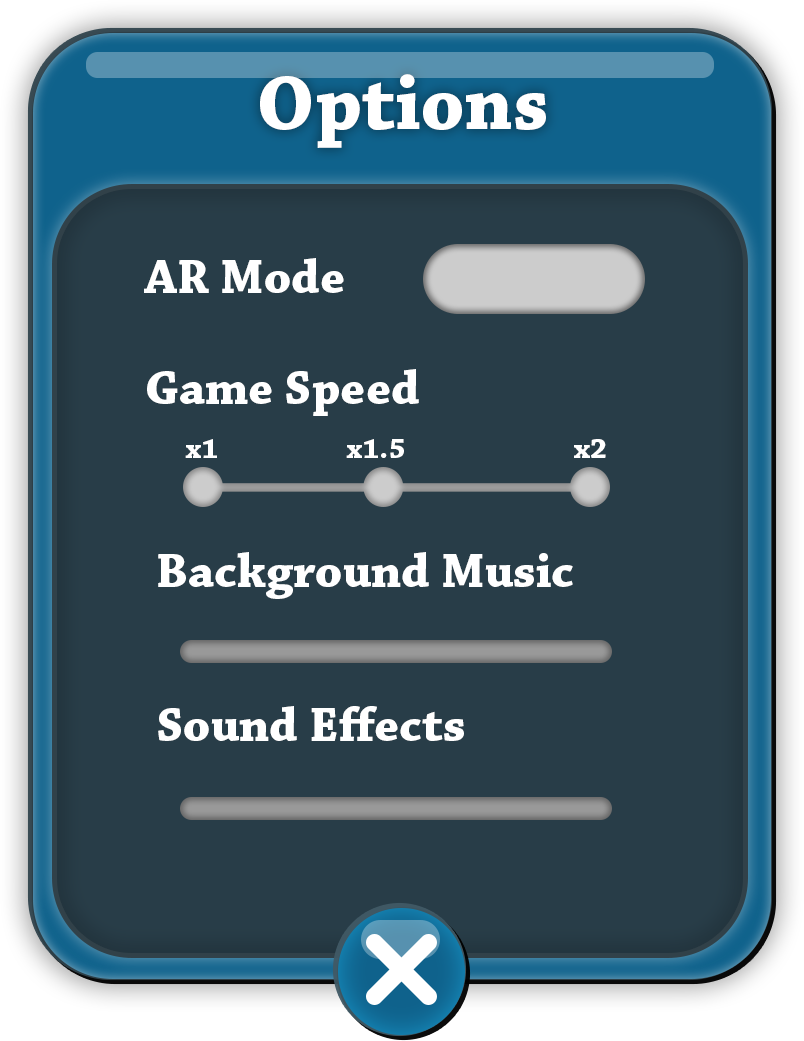 Options
AR Mode
Game Speed
x1 x1.5 x2
Background Music
Sound Effects